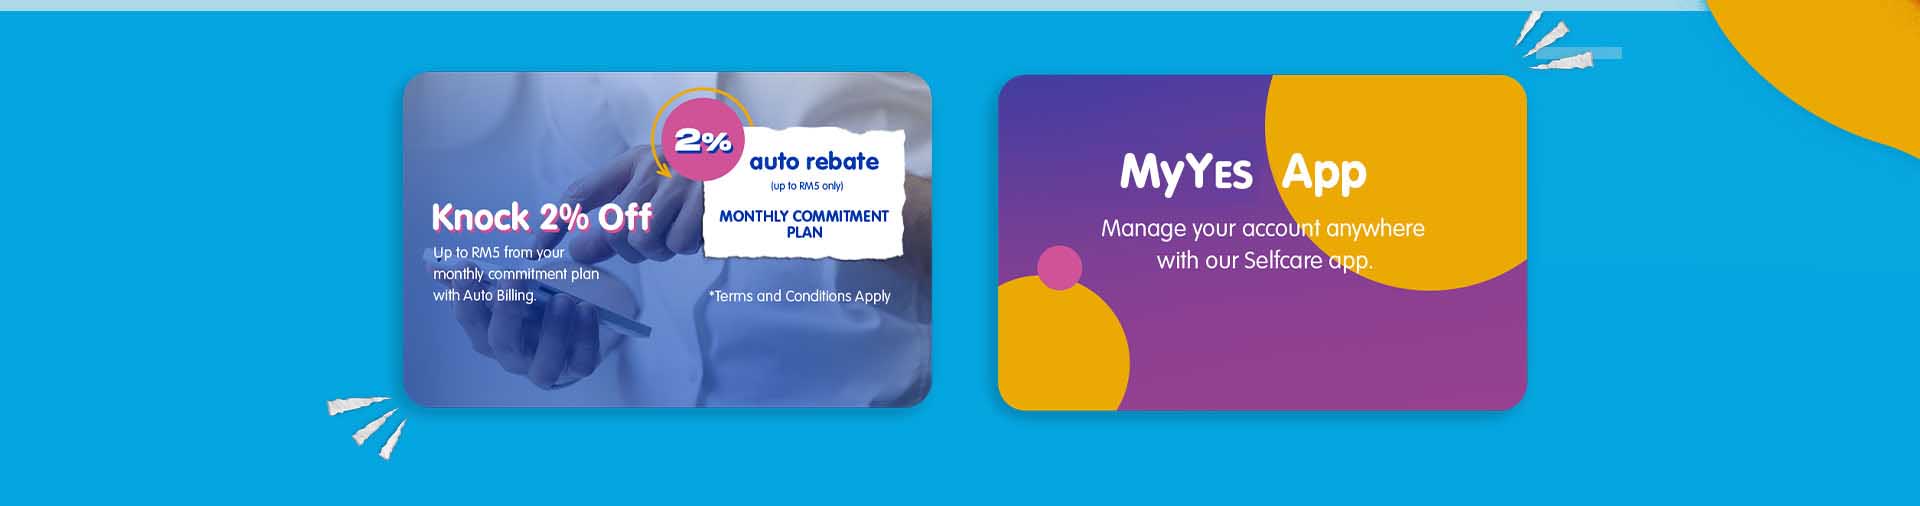 Knock 2% Off
Up to RM5 from your
monthly commitment plan
with Auto Billing.
2%
auto rebate
(up to RM5 only)
MONTHLY COMMITMENT
PLAN
*Terms and Conditions Apply
MyYES App
Manage your account anywhere
with our Selfcare app.